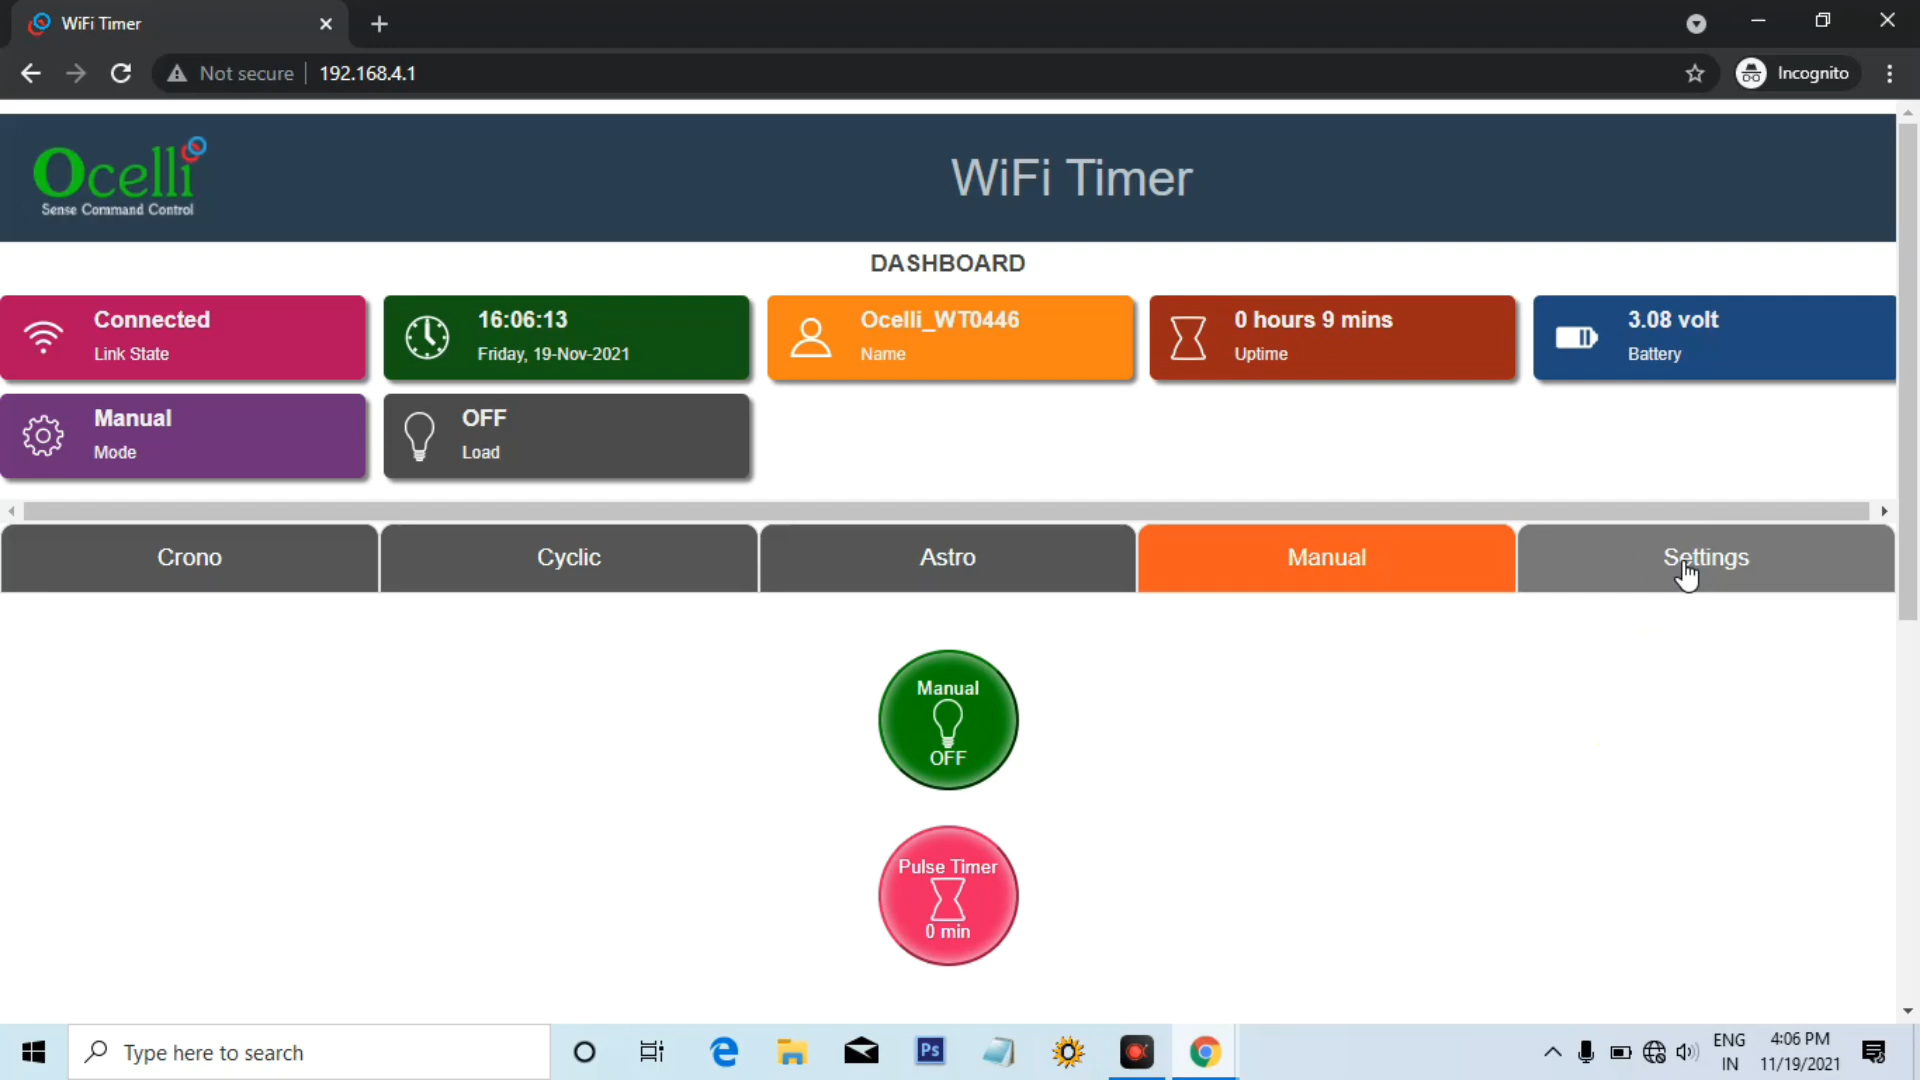 WiFi Timer
Not secure
192.168.4.1
Incognito
Ocelli
Sense Command Control
WiFi Timer
DASHBOARD
Connected
Link State
16:06:13
Friday, 19-Nov-2021
Ocelli_WT0446
Name
0 hours 9 mins
Uptime
3.08 volt
Battery
Manual
Mode
OFF
Load
Crono
Cyclic
Astro
Manual
Settings
Manual
OFF
Pulse Timer
0 min
Type here to search
Ps
ENG
IN
4:06 PM
11/19/2021